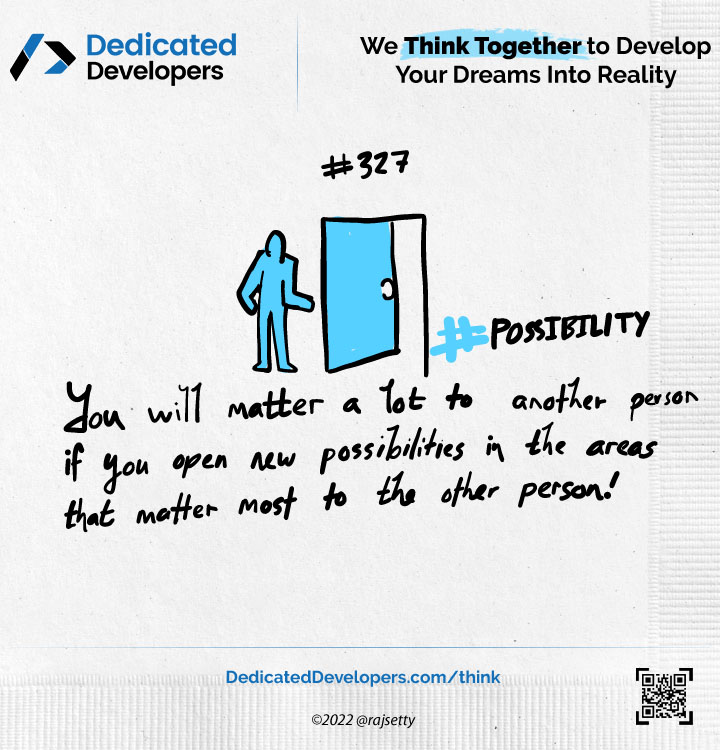 Dedicated
Developers
We Think Together to Develop
Your Dreams Into Reality
#327
#POSSIBILITY
You will matter a lot to another person
if you open new possibilities in the areas
that matter most to the other person!
DedicatedDevelopers.com/think
©2022 @rajsetty